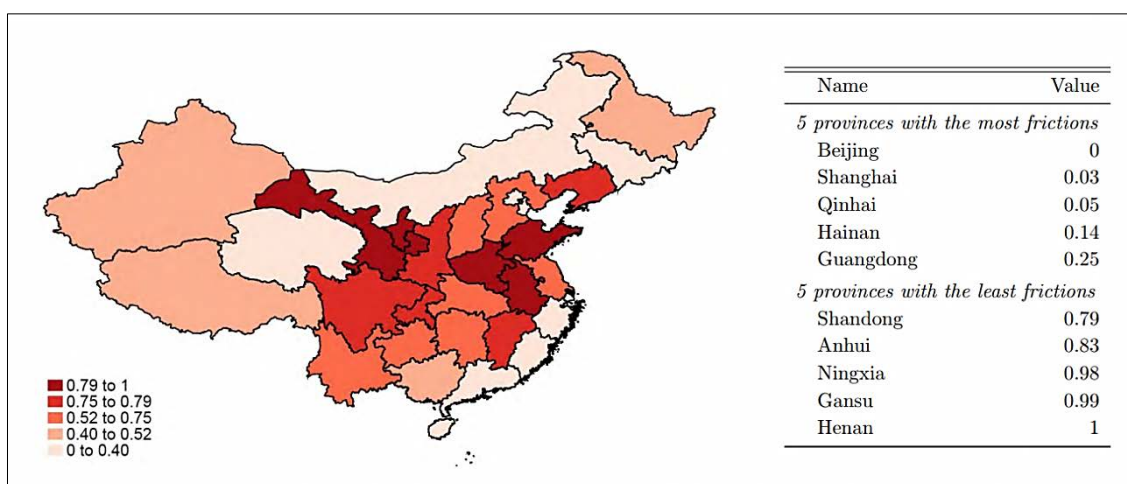 Name Value
5 provinces with the most frictions
Beijing 0
Shanghai 0.03
Qinhai 0.05
Hainan 0.14
Guangdong 0.25
5 provinces with the least frictions
Shandong 0.79
Anhui 0.83
Ningxia 0.98
Gansu 0.99
Henan 1
0.79 to 1
0.75 to 0.79
0.52 to 0.75
0.40 to 0.52
0 to 0.40